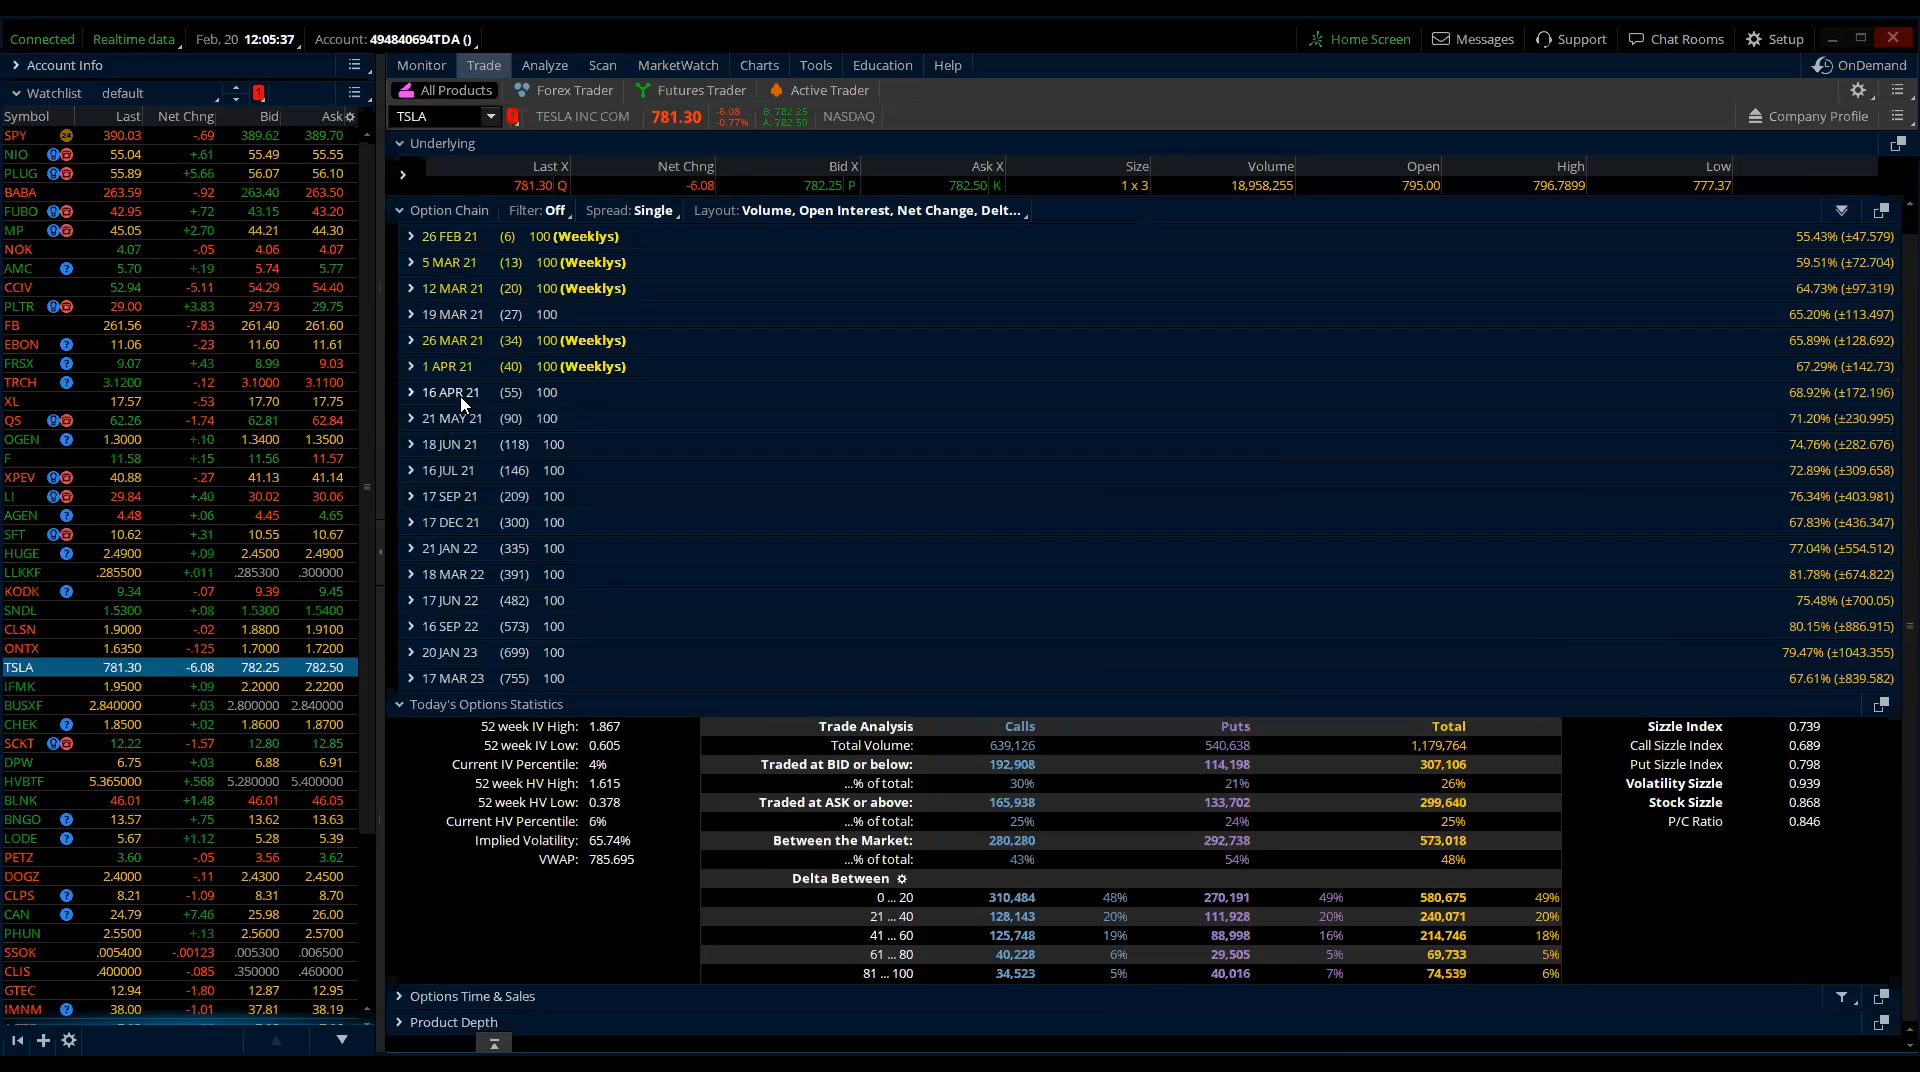 Connected Realtime data Feb, 20 12:05:37 Account: 494840694TDA () Home Screen Messages Support Chat Rooms Setup
Account Info Monitor Trade Analyze Scan MarketWatch Charts Tools Education Help OnDemand
Watchlist default 1 All Products Forex Trader Futures Trader Active Trader
TSLA TESLA INC COM 781.30 -6.08 -0.77% B: 782.25 A: 782.50 NASDAQ Company Profile
Symbol Last Net Chng Bid Ask
SPY 24 390.03 -.69 389.62 389.70
NIO 55.04 +.61 55.49 55.55
PLUG 55.89 +5.66 56.07 56.10
BABA 263.59 -.92 263.40 263.50
FUBO 42.95 +.72 43.15 43.20
MP 45.05 +2.70 44.21 44.30
NOK 4.07 -.05 4.06 4.07
AMC 5.70 +.19 5.74 5.77
CCIV 52.94 -5.11 54.29 54.40
PLTR 29.00 +3.83 29.73 29.75
FB 261.56 -7.83 261.40 261.60
EBON 11.06 -.23 11.60 11.61
FRSX 9.07 +.43 8.99 9.03
TRCH 3.1200 -.12 3.1000 3.1100
XL 17.57 -.53 17.70 17.75
QS 62.26 -1.74 62.81 62.84
OGEN 1.3000 +.10 1.3400 1.3500
F 11.58 +.15 11.56 11.57
XPEV 40.88 -.27 41.13 41.14
LI 29.84 +.40 30.02 30.06
AGEN 4.48 +.06 4.45 4.65
SFT 10.62 +.31 10.55 10.67
HUGE 2.4900 +.09 2.4500 2.4900
LLKKF .285500 +.011 .285300 .300000
KODK 9.34 -.07 9.39 9.45
SNDL 1.5300 +.08 1.5300 1.5400
CLSN 1.9000 -.02 1.8800 1.9100
ONTX 1.6350 -.125 1.7000 1.7200
TSLA 781.30 -6.08 782.25 782.50
IFMK 1.9500 +.09 2.2000 2.2200
BUSXF 2.840000 +.03 2.800000 2.840000
CHEK 1.8500 +.02 1.8600 1.8700
SCKT 12.22 -1.57 12.80 12.85
DPW 6.75 +.03 6.88 6.91
HVBTF 5.365000 +.568 5.280000 5.400000
BLNK 46.01 +1.48 46.01 46.05
BNGO 13.57 +.75 13.62 13.63
LODE 5.67 +1.12 5.28 5.39
PETZ 3.60 -.05 3.56 3.62
DOGZ 2.4000 -.11 2.4300 2.4500
CLPS 8.21 -1.09 8.31 8.70
CAN 24.79 +7.46 25.98 26.00
PHUN 2.5500 +.13 2.5600 2.5700
SSOK .005400 -.00123 .005300 .006500
CLIS .400000 -.085 .350000 .460000
GTEC 12.94 -1.80 12.87 12.95
IMNM 38.00 -1.01 37.81 38.19
Underlying
Last X Net Chng Bid X Ask X Size Volume Open High Low
781.30 Q -6.08 782.25 P 782.50 K 1 x 3 18,958,255 795.00 796.7899 777.37
Option Chain Filter: Off Spread: Single Layout: Volume, Open Interest, Net Change, Delt...
26 FEB 21 (6) 100 (Weeklys) 55.43% (±47.579)
5 MAR 21 (13) 100 (Weeklys) 59.51% (±72.704)
12 MAR 21 (20) 100 (Weeklys) 64.73% (±97.319)
19 MAR 21 (27) 100 65.20% (±113.497)
26 MAR 21 (34) 100 (Weeklys) 65.89% (±128.692)
1 APR 21 (40) 100 (Weeklys) 67.29% (±142.73)
16 APR 21 (55) 100 68.92% (±172.196)
21 MAY 21 (90) 100 71.20% (±230.995)
18 JUN 21 (118) 100 74.76% (±282.676)
16 JUL 21 (146) 100 72.89% (±309.658)
17 SEP 21 (209) 100 76.34% (±403.981)
17 DEC 21 (300) 100 67.83% (±436.347)
21 JAN 22 (335) 100 77.04% (±554.512)
18 MAR 22 (391) 100 81.78% (±674.822)
17 JUN 22 (482) 100 75.48% (±700.05)
16 SEP 22 (573) 100 80.15% (±886.915)
20 JAN 23 (699) 100 79.47% (±1043.355)
17 MAR 23 (755) 100 67.61% (±839.582)
Today's Options Statistics
52 week IV High: 1.867 Trade Analysis Calls Puts Total Sizzle Index 0.739
52 week IV Low: 0.605 Total Volume: 639,126 540,638 1,179,764 Call Sizzle Index 0.689
Current IV Percentile: 4% Traded at BID or below: 192,908 114,198 307,106 Put Sizzle Index 0.798
52 week HV High: 1.615 ...% of total: 30% 21% 26% Volatility Sizzle 0.939
52 week HV Low: 0.378 Traded at ASK or above: 165,938 133,702 299,640 Stock Sizzle 0.868
Current HV Percentile: 6% ...% of total: 25% 24% 25% P/C Ratio 0.846
Implied Volatility: 65.74% Between the Market: 280,280 292,738 573,018
VWAP: 785.695 ...% of total: 43% 54% 48%
Delta Between
0 ... 20 310,484 48% 270,191 49% 580,675 49%
21 ... 40 128,143 20% 111,928 20% 240,071 20%
41 ... 60 125,748 19% 88,998 16% 214,746 18%
61 ... 80 40,228 6% 29,505 5% 69,733 5%
81 ... 100 34,523 5% 40,016 7% 74,539 6%
Options Time & Sales
Product Depth